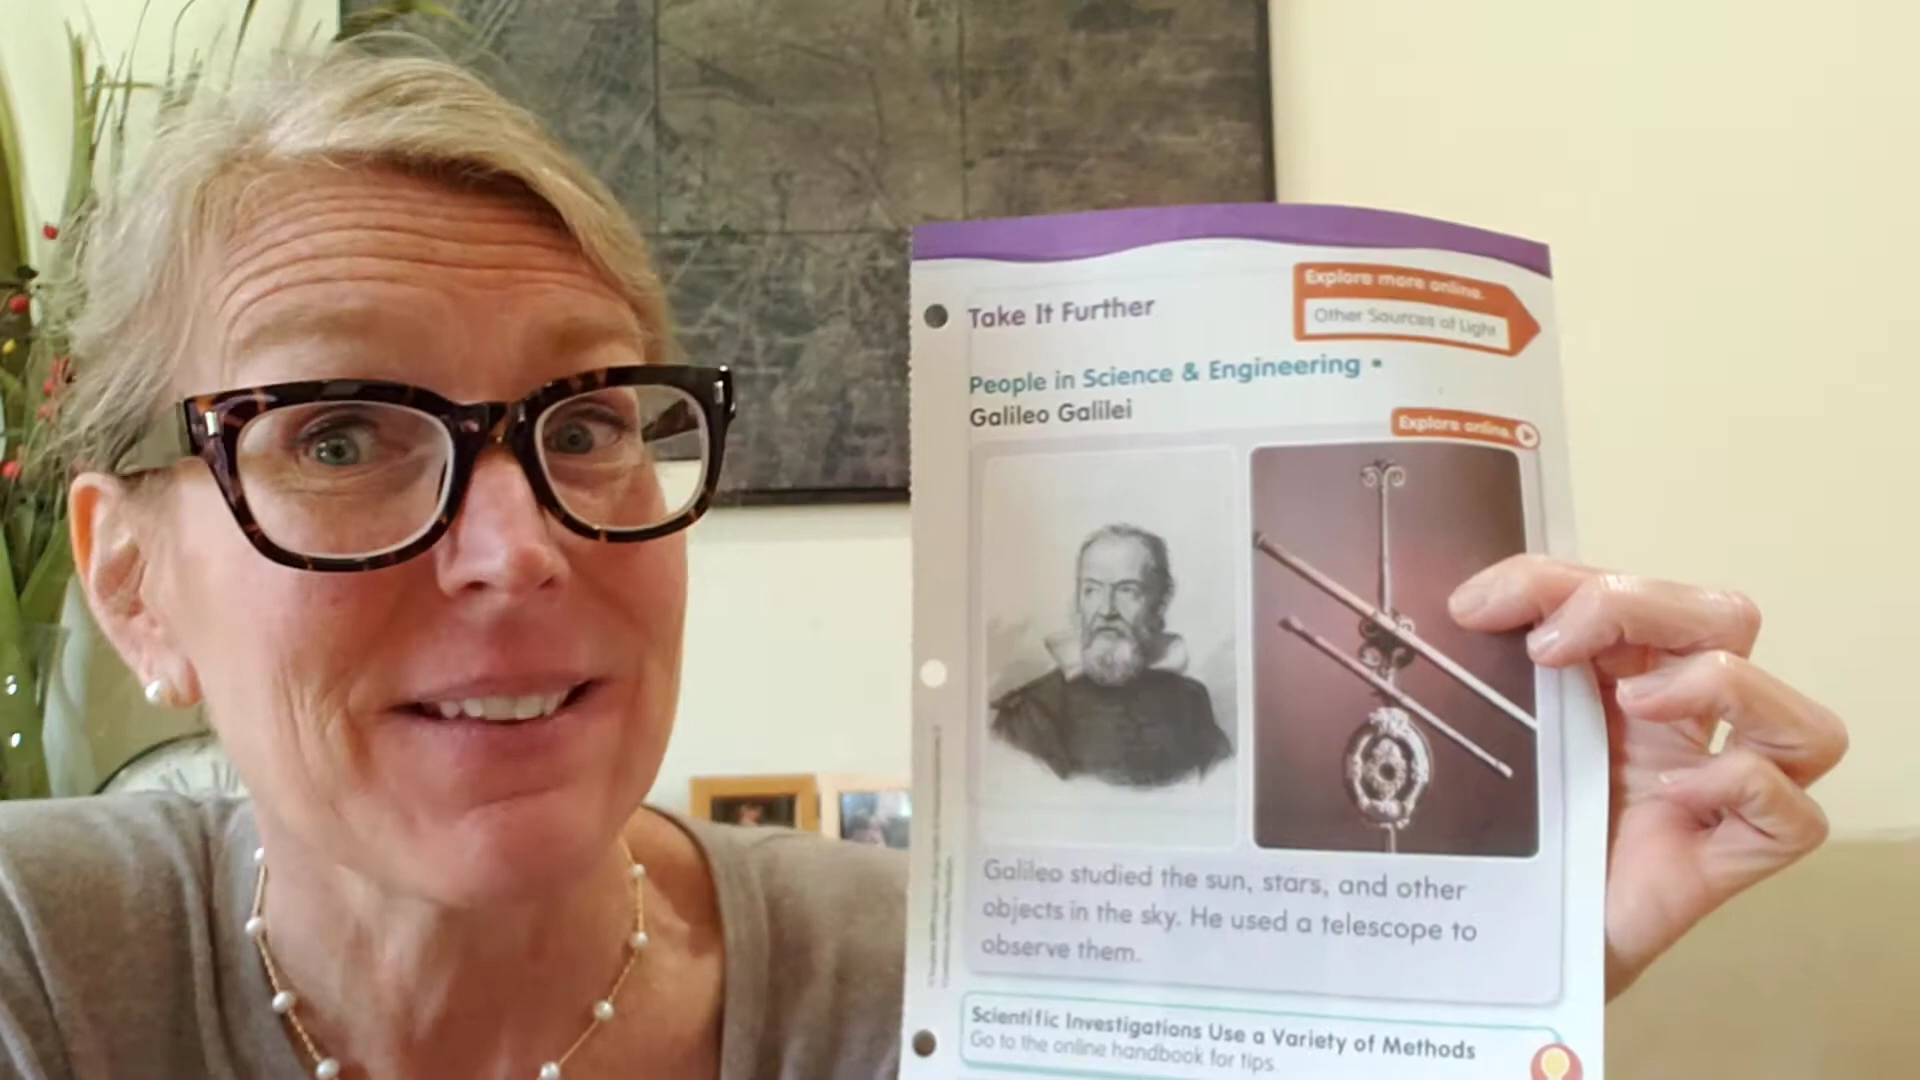 Take It Further
Explore more online.
Other Sources of Light
People in Science & Engineering •
Galileo Galilei
Explore online.
Galileo studied the sun, stars, and other
objects in the sky. He used a telescope to
observe them.
Scientific Investigations Use a Variety of Methods
Go to the online handbook for tips.